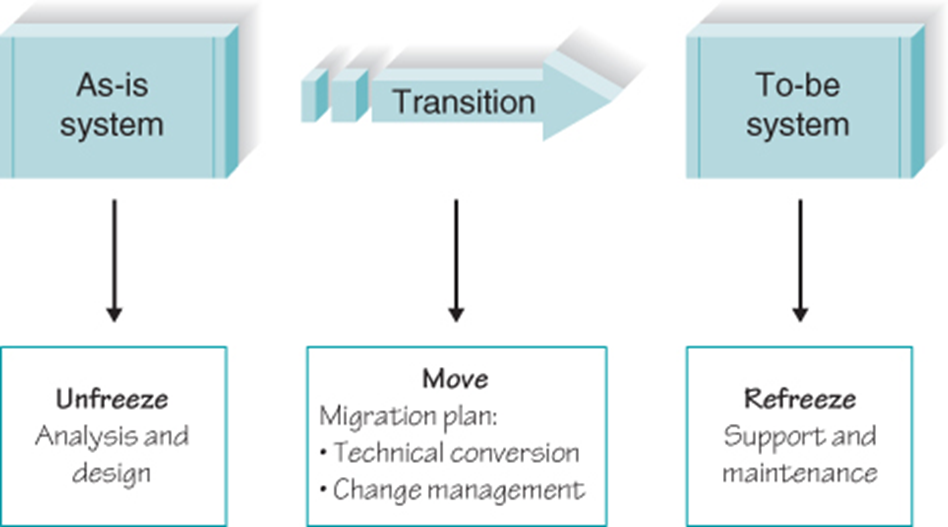 As-is
system
Transition
To-be
system
Unfreeze
Analysis and
design
Move
Migration plan:
• Technical conversion
• Change management
Refreeze
Support and
maintenance